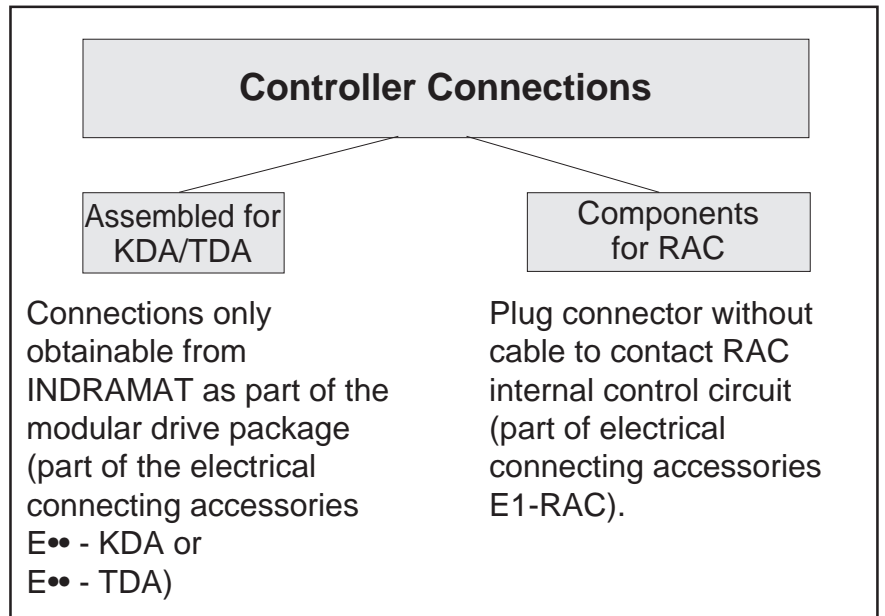 Controller Connections
Assembled for
KDA/TDA
Connections only
obtainable from
INDRAMAT as part of the
modular drive package
(part of the electrical
connecting accessories
E•• - KDA or
E•• - TDA)
Components
for RAC
Plug connector without
cable to contact RAC
internal control circuit
(part of electrical
connecting accessories
E1-RAC).